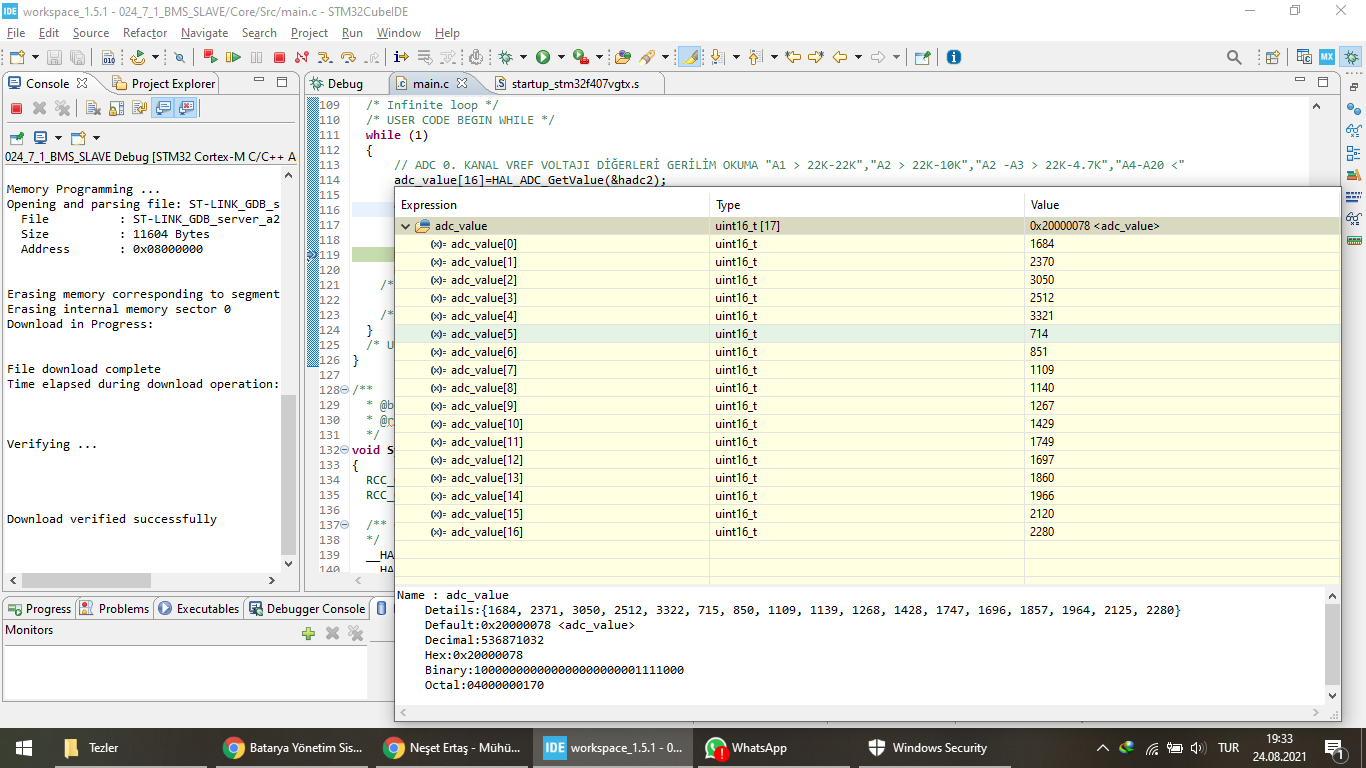 workspace_1.5.1 - 024_7_1_BMS_SLAVE/Core/Src/main.c - STM32CubeIDE
File Edit Source Refactor Navigate Search Project Run Window Help
Console Project Explorer
Debug main.c startup_stm32f407vgtx.s
024_7_1_BMS_SLAVE Debug [STM32 Cortex-M C/C++ A
Memory Programming ...
Opening and parsing file: ST-LINK_GDB_s
File : ST-LINK_GDB_server_a2
Size : 11604 Bytes
Address : 0x08000000
Erasing memory corresponding to segment
Erasing internal memory sector 0
Download in Progress:
File download complete
Time elapsed during download operation:
Verifying ...
Download verified successfully
109 /* Infinite loop */
110 /* USER CODE BEGIN WHILE */
111 while (1)
112 {
113 // ADC 0. KANAL VREF VOLTAJI DİĞERLERİ GERİLİM OKUMA "A1 > 22K-22K","A2 > 22K-10K","A2 -A3 > 22K-4.7K","A4-A20 <"
114 adc_value[16]=HAL_ADC_GetValue(&hadc2);
115
116
117
118
119
120
121 /*
122
123 /*
124 }
125 /* U
126 }
127
128 /**
129 * @b
130 * @r
131 */
132 void S
133 {
134 RCC_
135 RCC_
136
137 /**
138 */
139 __HA
140 HA
Expression Type Value
adc_value uint16_t [17] 0x20000078 <adc_value>
(x)= adc_value[0] uint16_t 1684
(x)= adc_value[1] uint16_t 2370
(x)= adc_value[2] uint16_t 3050
(x)= adc_value[3] uint16_t 2512
(x)= adc_value[4] uint16_t 3321
(x)= adc_value[5] uint16_t 714
(x)= adc_value[6] uint16_t 851
(x)= adc_value[7] uint16_t 1109
(x)= adc_value[8] uint16_t 1140
(x)= adc_value[9] uint16_t 1267
(x)= adc_value[10] uint16_t 1429
(x)= adc_value[11] uint16_t 1749
(x)= adc_value[12] uint16_t 1697
(x)= adc_value[13] uint16_t 1860
(x)= adc_value[14] uint16_t 1966
(x)= adc_value[15] uint16_t 2120
(x)= adc_value[16] uint16_t 2280
Name : adc_value
Details:{1684, 2371, 3050, 2512, 3322, 715, 850, 1109, 1139, 1268, 1428, 1747, 1696, 1857, 1964, 2125, 2280}
Default:0x20000078 <adc_value>
Decimal:536871032
Hex:0x20000078
Binary:100000000000000000000001111000
Octal:04000000170
Progress Problems Executables Debugger Console
Monitors
Tezler Batarya Yönetim Sis... Neşet Ertaş - Mühü... IDE workspace_1.5.1 - 0... WhatsApp Windows Security TUR 19:33
24.08.2021